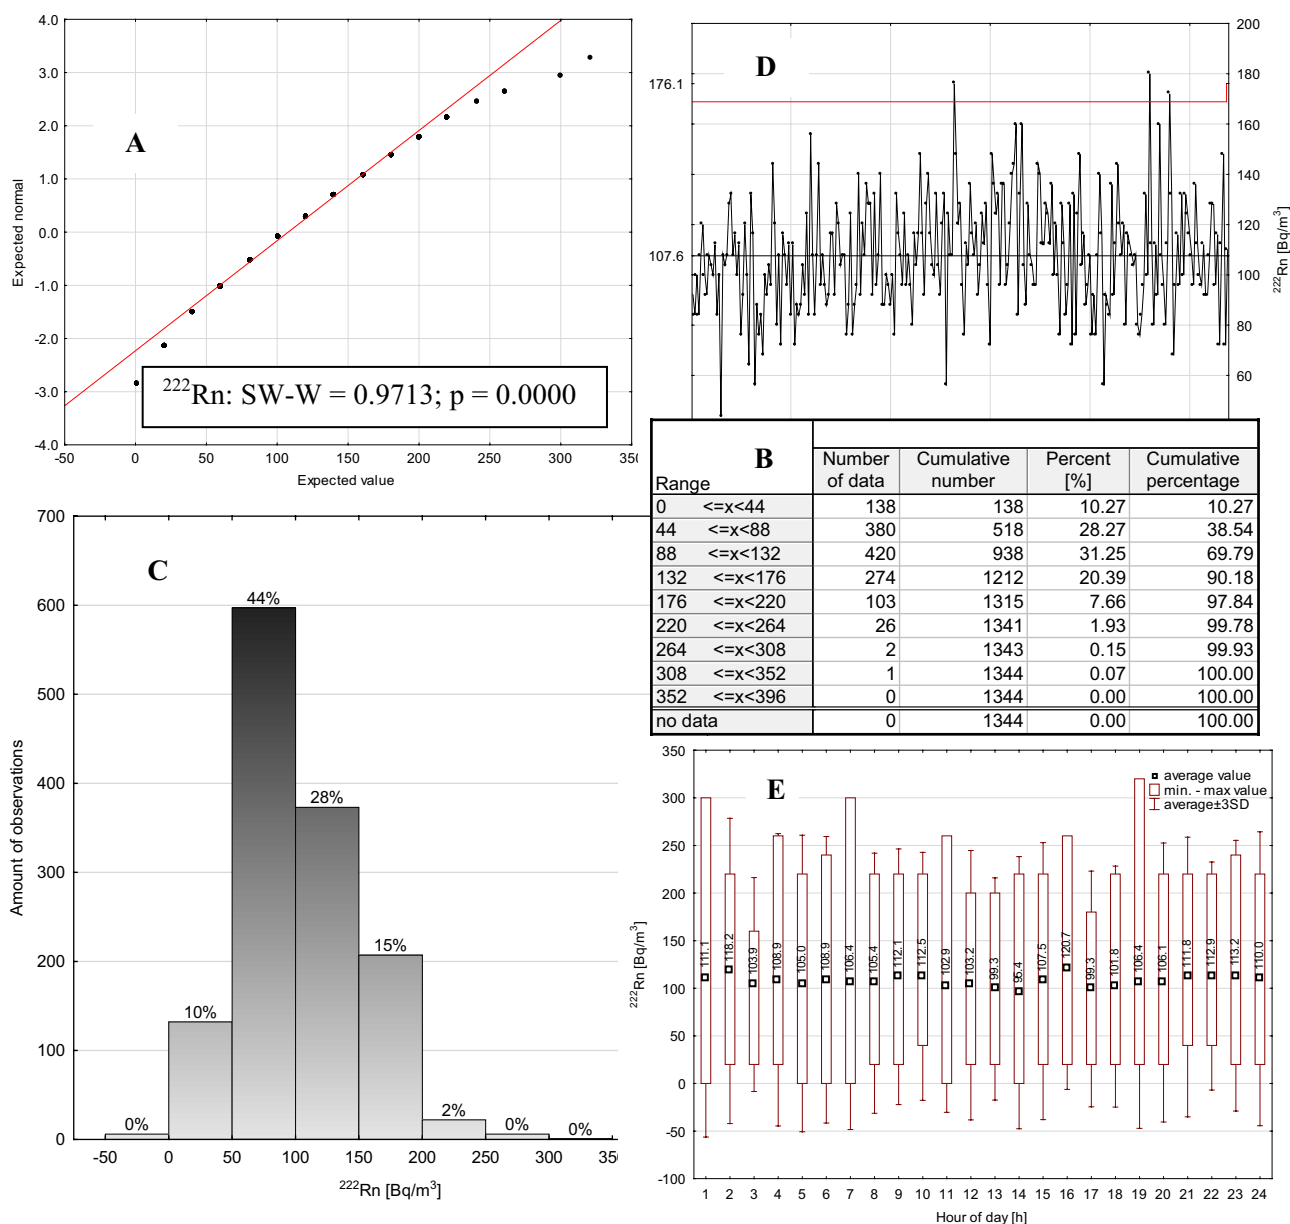 4.0
3.0
2.0
1.0
0.0
-1.0
-2.0
-3.0
-4.0
Expected normal
A
²²²Rn: SW-W = 0.9713; p = 0.0000
-50 0 50 100 150 200 250 300 350
Expected value
D
176.1
107.6
200
180
160
140
120
100
80
60
²²²Rn [Bq/m³]
B
Range
Number of data
Cumulative number
Percent [%]
Cumulative percentage
0 <=x<44 138 138 10.27 10.27
44 <=x<88 380 518 28.27 38.54
88 <=x<132 420 938 31.25 69.79
132 <=x<176 274 1212 20.39 90.18
176 <=x<220 103 1315 7.66 97.84
220 <=x<264 26 1341 1.93 99.78
264 <=x<308 2 1343 0.15 99.93
308 <=x<352 1 1344 0.07 100.00
352 <=x<396 0 1344 0.00 100.00
no data 0 1344 0.00 100.00
C
700
600
500
400
300
200
100
0
Amount of observations
0% 10% 44% 28% 15% 2% 0% 0%
-50 0 50 100 150 200 250 300 350
²²²Rn [Bq/m³]
E
average value
min. - max value
average±3SD
350
300
250
200
150
100
50
0
-50
-100
²²²Rn [Bq/m³]
111.1 118.2 103.9 108.9 105.0 108.9 106.4 105.4 112.1 112.5 102.9 103.2 99.3 95.4 107.5 120.7 99.3 101.8 106.4 106.1 111.8 112.9 113.2 110.0
1 2 3 4 5 6 7 8 9 10 11 12 13 14 15 16 17 18 19 20 21 22 23 24
Hour of day [h]